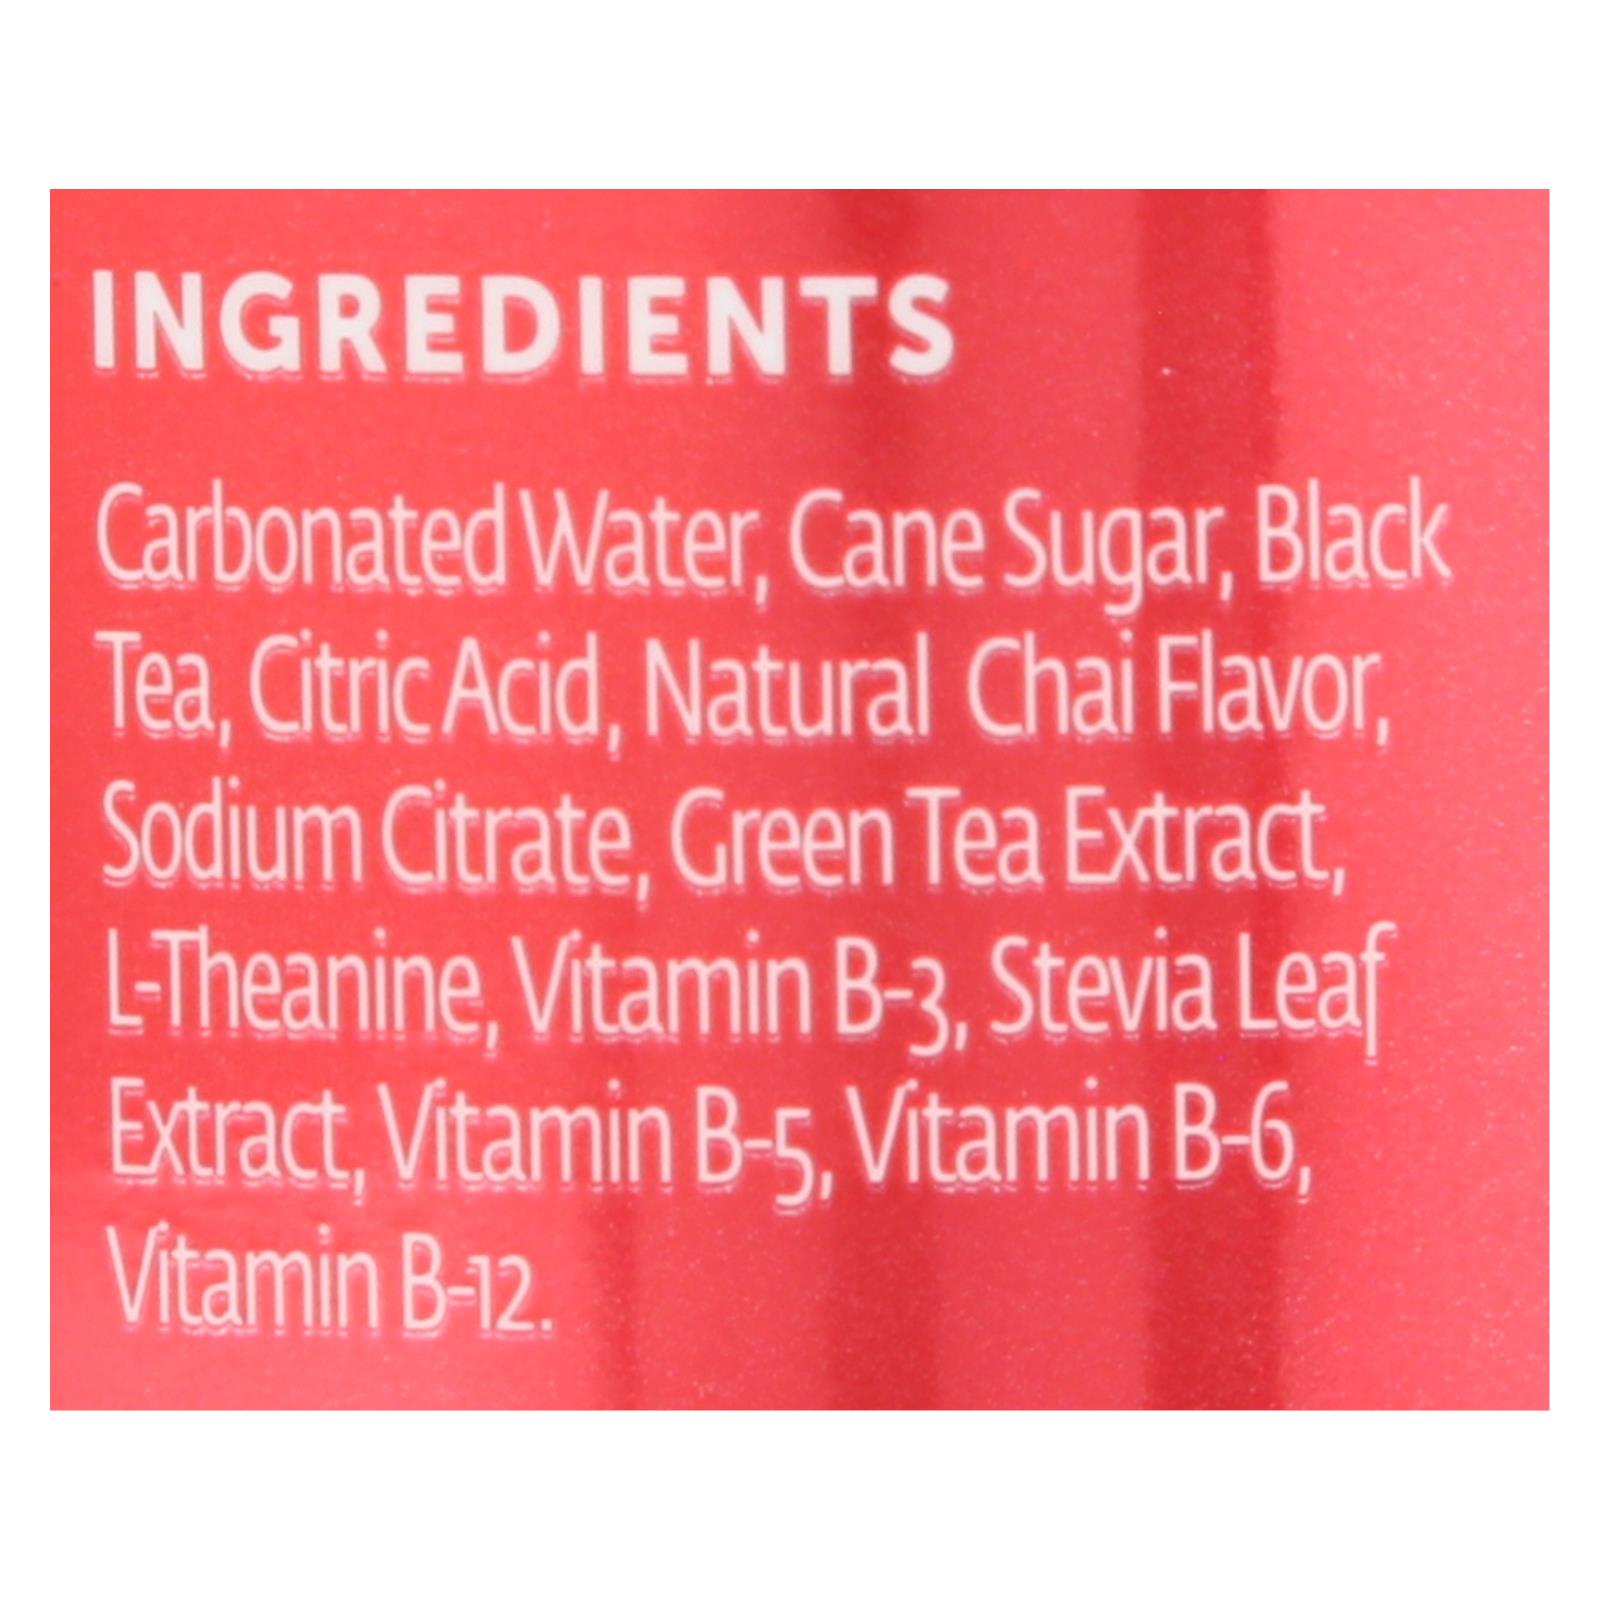 INGREDIENTS
Carbonated Water, Cane Sugar, Black
Tea, Citric Acid, Natural Chai Flavor,
Sodium Citrate, Green Tea Extract,
L-Theanine, Vitamin B-3, Stevia Leaf
Extract, Vitamin B-5, Vitamin B-6,
Vitamin B-12.